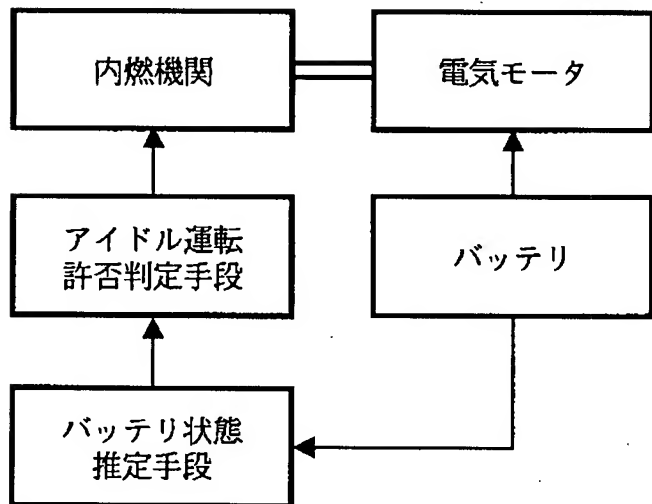 内燃機関
電気モータ
アイドル運転
許否判定手段
バッテリ
バッテリ状態
推定手段